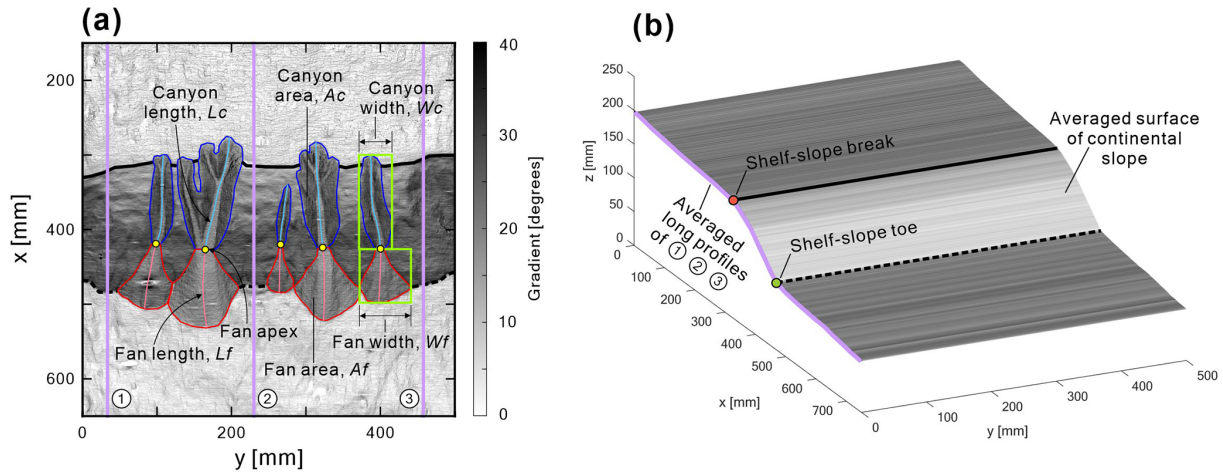 (a)
200
400
600
x [mm]
0
200
400
y [mm]
Canyon
length, Lc
Canyon
area, Ac
Canyon
width, Wc
Fan apex
Fan length, Lf
Fan area, Af
Fan width, Wf
1
2
3
40
30
20
10
0
Gradient [degrees]
(b)
250
200
150
100
50
0
z [mm]
Shelf-slope break
Averaged surface
of continental
slope
Averaged
long profiles
of 1 2 3
Shelf-slope toe
0
100
200
300
400
500
600
700
x [mm]
0
100
200
300
400
500
y [mm]